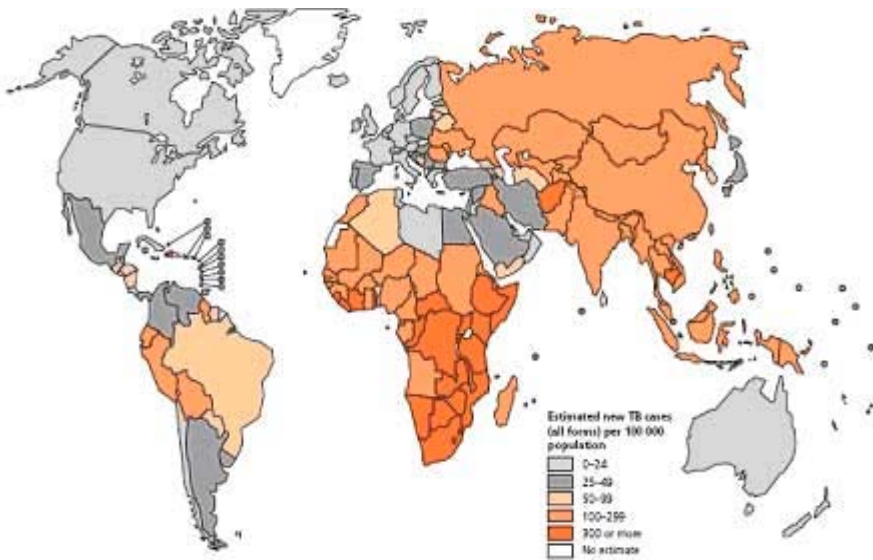 Estimated new TB cases
(all forms) per 100 000
population
0–24
25–49
50–99
100–299
300 or more
No estimate